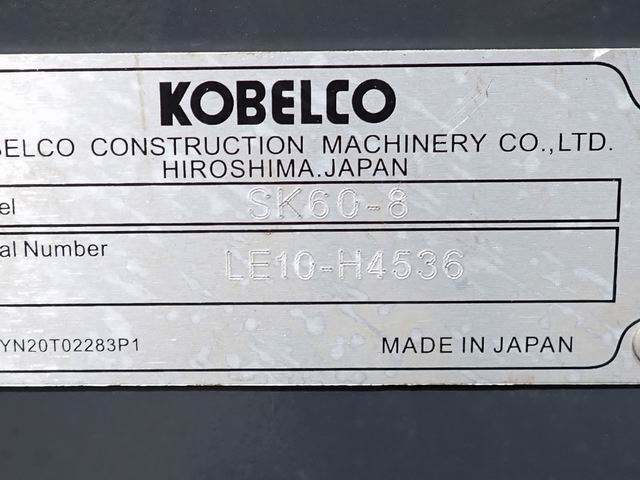 KOBELCO
BELCO CONSTRUCTION MACHINERY CO.,LTD.
HIROSHIMA.JAPAN
el SK60-8
al Number
LE10-H4536
YN20T02283P1 MADE IN JAPAN